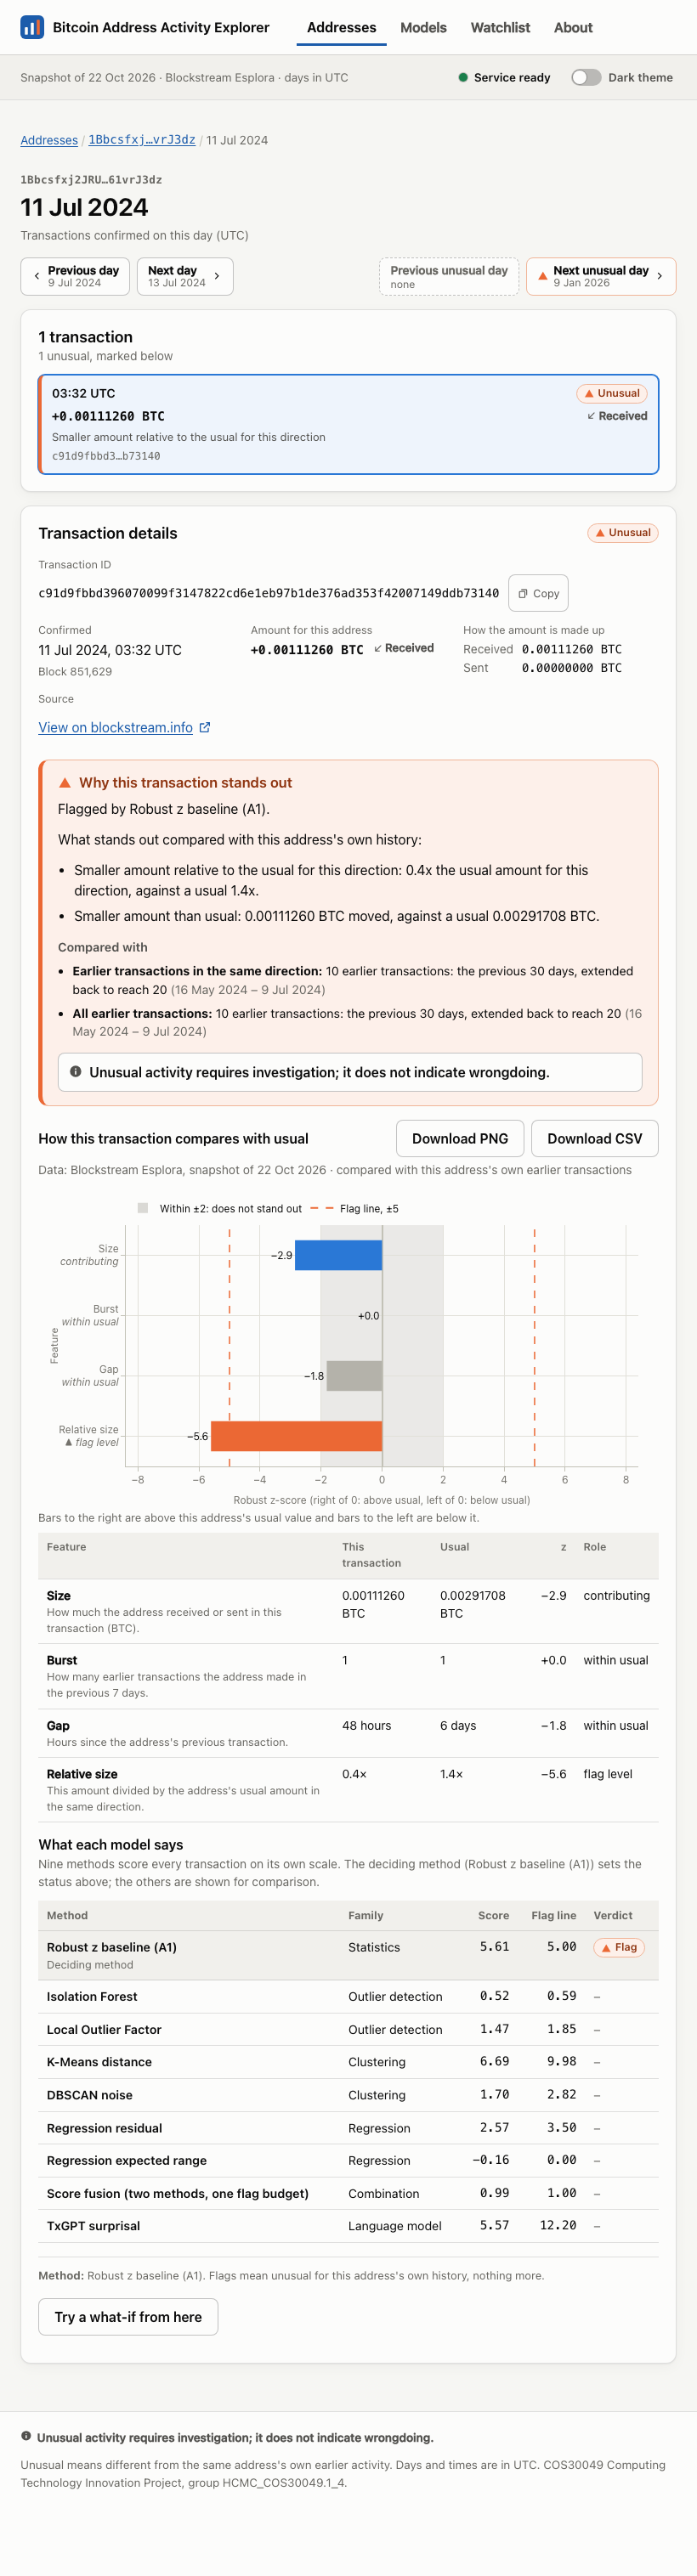 Bitcoin Address Activity Explorer
Addresses
Models
Watchlist
About
Snapshot of 22 Oct 2026 · Blockstream Esplora · days in UTC
Service ready
Dark theme
Addresses / 1Bbcsfxj…vrJ3dz / 11 Jul 2024
1Bbcsfxj2JRU…61vrJ3dz
11 Jul 2024
Transactions confirmed on this day (UTC)
Previous day
9 Jul 2024
Next day
13 Jul 2024
Previous unusual day
none
Next unusual day
9 Jan 2026
1 transaction
1 unusual, marked below
03:32 UTC
Unusual
+0.00111260 BTC
Received
Smaller amount relative to the usual for this direction
c91d9fbbd3…b73140
Transaction details
Unusual
Transaction ID
c91d9fbbd396070099f3147822cd6e1eb97b1de376ad353f42007149ddb73140
Copy
Confirmed
11 Jul 2024, 03:32 UTC
Block 851,629
Amount for this address
+0.00111260 BTC
Received
How the amount is made up
Received 0.00111260 BTC
Sent 0.00000000 BTC
Source
View on blockstream.info
Why this transaction stands out
Flagged by Robust z baseline (A1).
What stands out compared with this address's own history:
• Smaller amount relative to the usual for this direction: 0.4x the usual amount for this
direction, against a usual 1.4x.
• Smaller amount than usual: 0.00111260 BTC moved, against a usual 0.00291708 BTC.
Compared with
• Earlier transactions in the same direction: 10 earlier transactions: the previous 30 days, extended
back to reach 20 (16 May 2024 – 9 Jul 2024)
• All earlier transactions: 10 earlier transactions: the previous 30 days, extended back to reach 20 (16
May 2024 – 9 Jul 2024)
Unusual activity requires investigation; it does not indicate wrongdoing.
How this transaction compares with usual
Download PNG
Download CSV
Data: Blockstream Esplora, snapshot of 22 Oct 2026 · compared with this address's own earlier transactions
Within ±2: does not stand out
Flag line, ±5
Feature
Size
contributing
−2.9
Burst
within usual
+0.0
Gap
within usual
−1.8
Relative size
▲ flag level
−5.6
−8 −6 −4 −2 0 2 4 6 8
Robust z-score (right of 0: above usual, left of 0: below usual)
Bars to the right are above this address's usual value and bars to the left are below it.
Feature
This
transaction
Usual
z
Role
Size
How much the address received or sent in this
transaction (BTC).
0.00111260
BTC
0.00291708
BTC
−2.9
contributing
Burst
How many earlier transactions the address made in
the previous 7 days.
1
1
+0.0
within usual
Gap
Hours since the address's previous transaction.
48 hours
6 days
−1.8
within usual
Relative size
This amount divided by the address's usual amount in
the same direction.
0.4×
1.4×
−5.6
flag level
What each model says
Nine methods score every transaction on its own scale. The deciding method (Robust z baseline (A1)) sets the
status above; the others are shown for comparison.
Method Family Score Flag line Verdict
Robust z baseline (A1) Statistics 5.61 5.00 Flag
Deciding method
Isolation Forest Outlier detection 0.52 0.59 –
Local Outlier Factor Outlier detection 1.47 1.85 –
K-Means distance Clustering 6.69 9.98 –
DBSCAN noise Clustering 1.70 2.82 –
Regression residual Regression 2.57 3.50 –
Regression expected range Regression −0.16 0.00 –
Score fusion (two methods, one flag budget) Combination 0.99 1.00 –
TxGPT surprisal Language model 5.57 12.20 –
Method: Robust z baseline (A1). Flags mean unusual for this address's own history, nothing more.
Try a what-if from here
Unusual activity requires investigation; it does not indicate wrongdoing.
Unusual means different from the same address's own earlier activity. Days and times are in UTC. COS30049 Computing
Technology Innovation Project, group HCMC_COS30049.1_4.